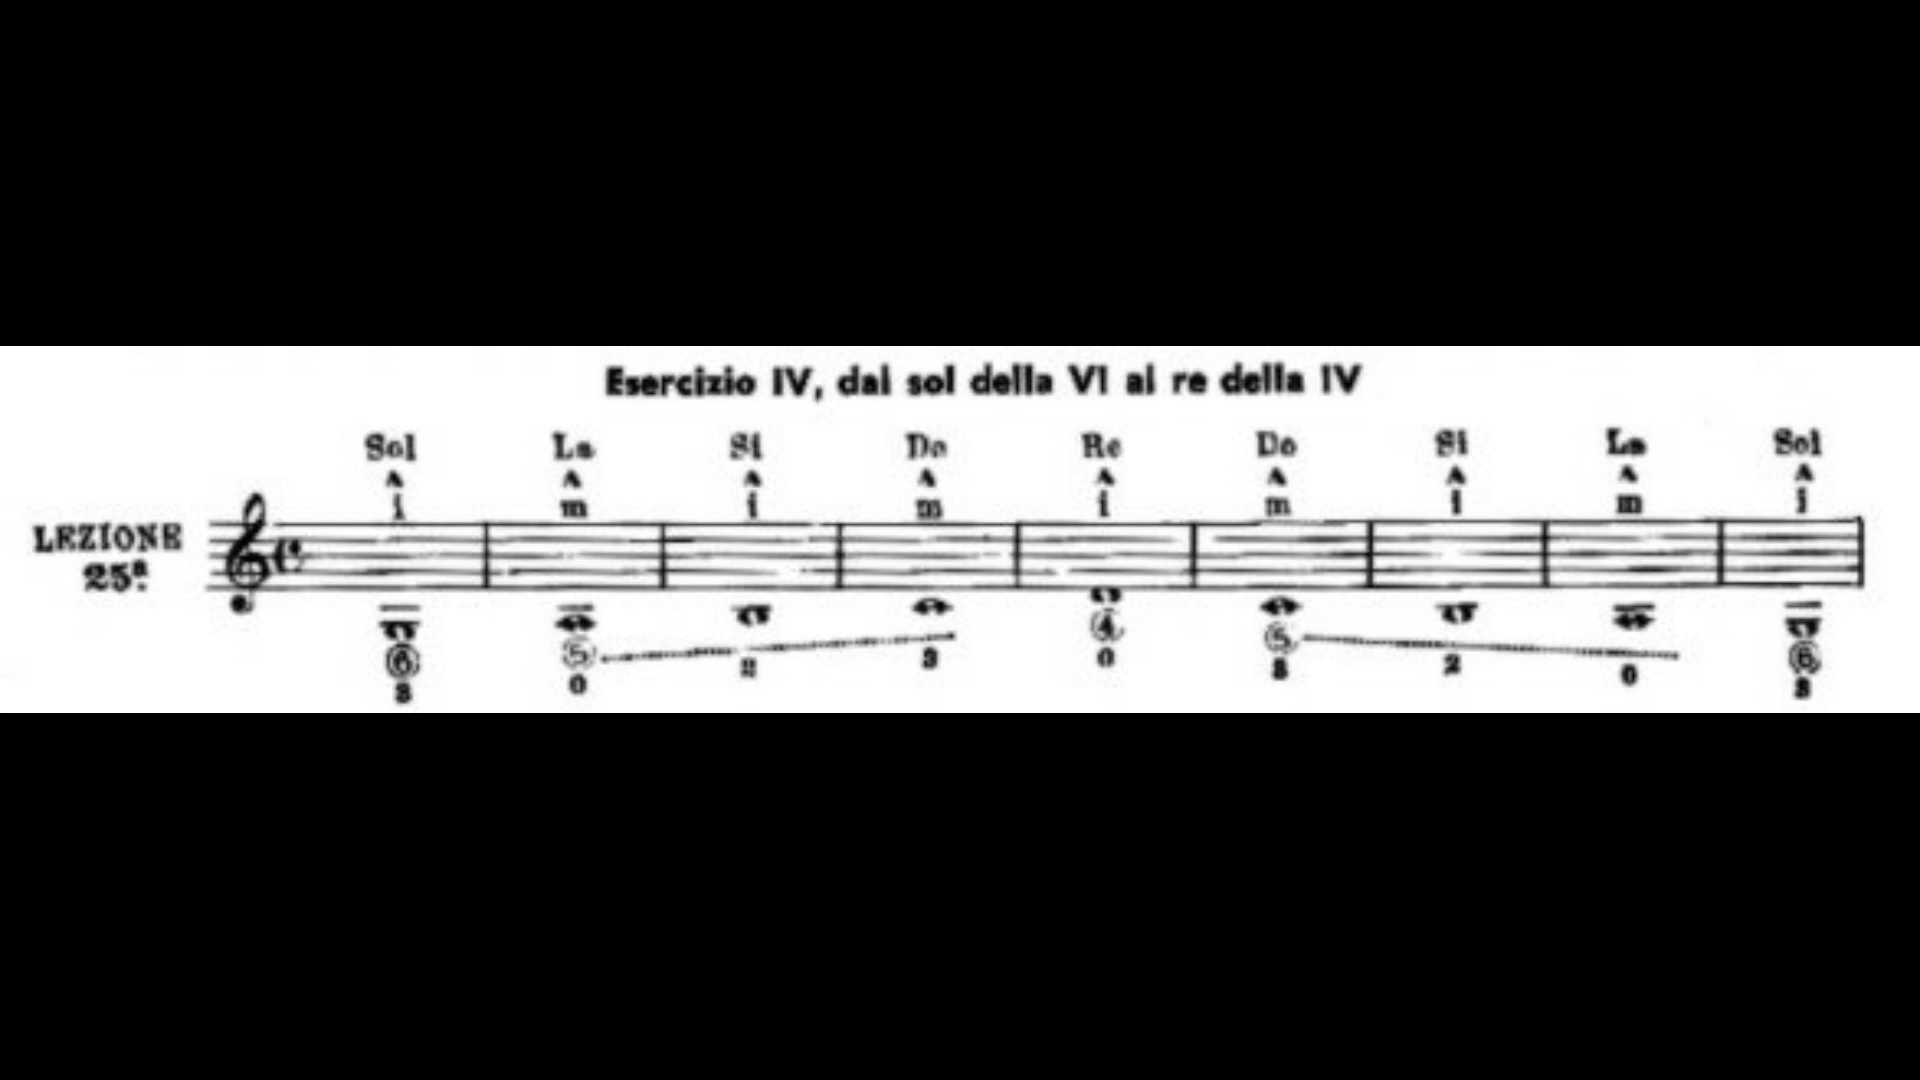 Esercizio IV, dal sol della VI al re della IV
Sol La Si Do Re Do Si La Sol
^ ^ ^ ^ ^ ^ ^ ^ ^
i m i m i m i m i
LEZIONE
25ª.
⑥ ⑤ 2 3 ④ ⑤ 2 0 ⑥
3 0 0 3 3